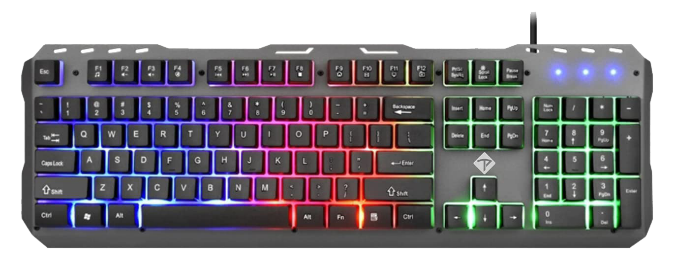 Esc F1 F2 F3 F4 F5 F6 F7 F8 F9 F10 F11 F12 PrtSc SysRq Scroll Lock Pause Break
1 @ 2 # 3 $ 4 % 5 ^ 6 & 7 * 8 ( 9 ) 0 Backspace Insert Home PgUp Num Lock / * -
Tab Q W E R T Y U I O P Delete End PgDn 7 Home 8 9 PgUp +
Caps Lock A S D F G H J K L Enter 4 5 6
Shift Z X C V B N M ? Shift 1 End 2 3 PgDn Enter
Ctrl Alt Alt Fn Ctrl 0 Ins . Del